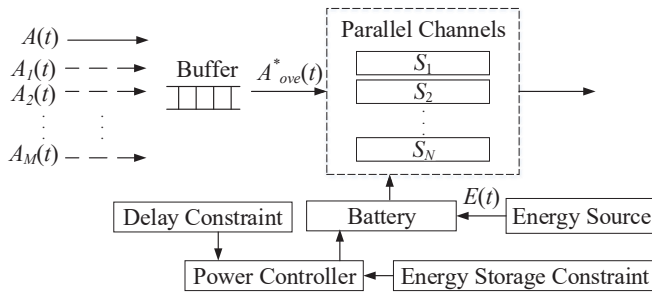 A(t)
A1(t)
A2(t)
AM(t)
Buffer
A*ove(t)
Parallel Channels
S1
S2
SN
E(t)
Delay Constraint
Battery
Energy Source
Power Controller
Energy Storage Constraint